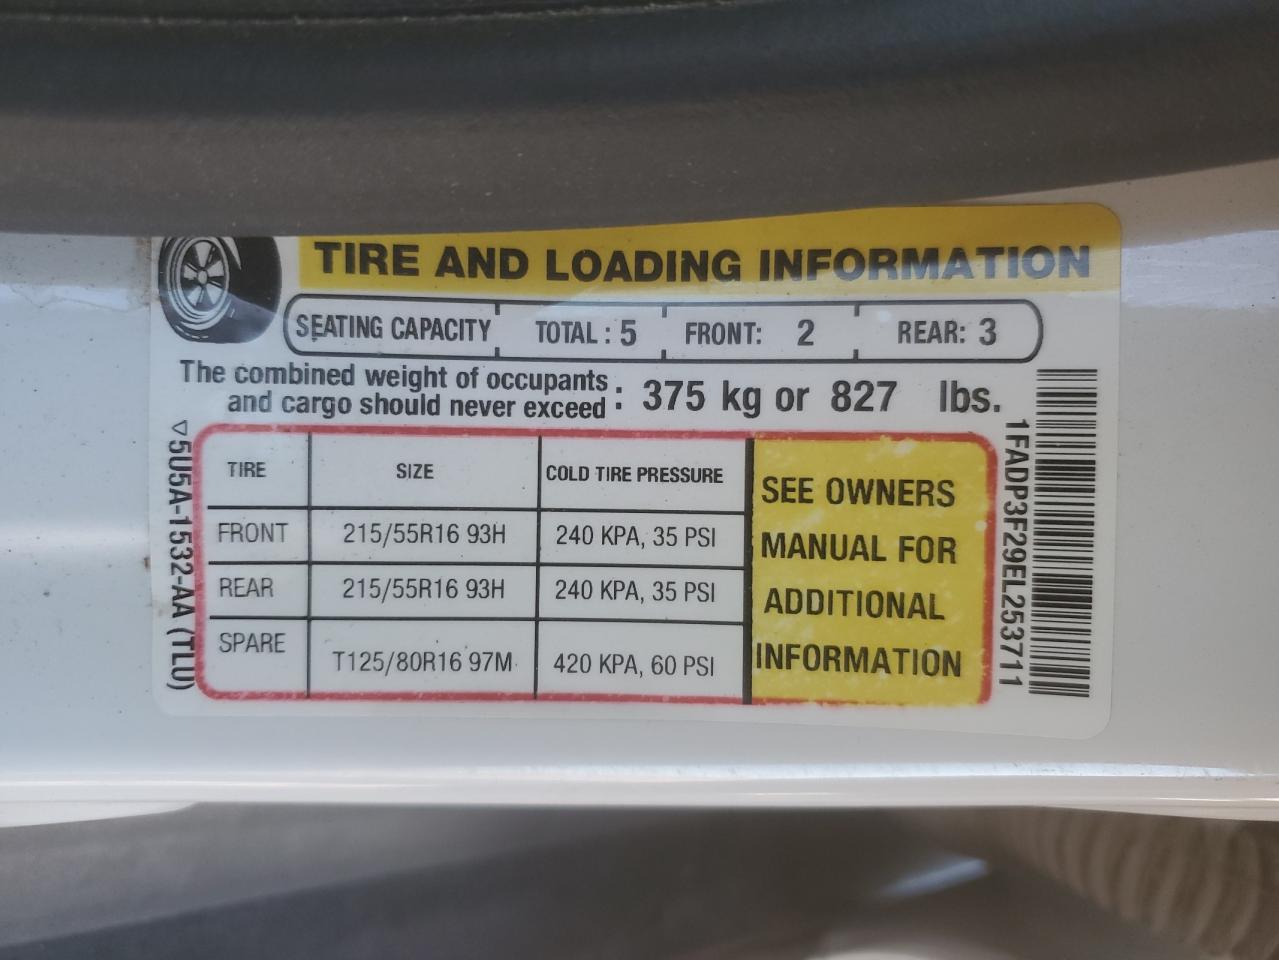 TIRE AND LOADING INFORMATION
SEATING CAPACITY TOTAL : 5 FRONT: 2 REAR: 3
The combined weight of occupants
and cargo should never exceed : 375 kg or 827 lbs.
TIRE SIZE COLD TIRE PRESSURE
FRONT 215/55R16 93H 240 KPA, 35 PSI
REAR 215/55R16 93H 240 KPA, 35 PSI
SPARE T125/80R16 97M 420 KPA, 60 PSI
SEE OWNERS
MANUAL FOR
ADDITIONAL
INFORMATION
▽5U5A-1532-AA (TLU)
1FADP3F29EL253711